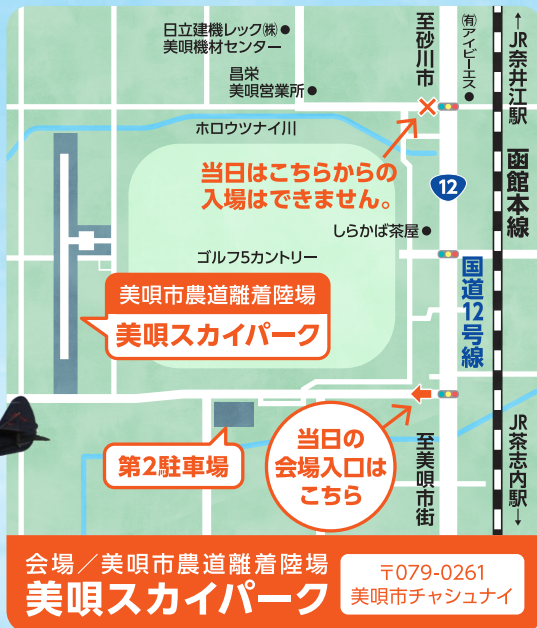 日立建機レック㈱
美唄機材センター
昌栄
美唄営業所
至砂川市
㈲アイビーエス
↑JR奈井江駅
ホロウツナイ川
当日はこちらからの
入場はできません。
12
函館本線
しらかば茶屋
ゴルフ5カントリー
国道12号線
美唄市農道離着陸場
美唄スカイパーク
第2駐車場
当日の
会場入口は
こちら
至美唄市街
JR茶志内駅↓
会場／美唄市農道離着陸場
美唄スカイパーク
〒079-0261
美唄市チャシュナイ